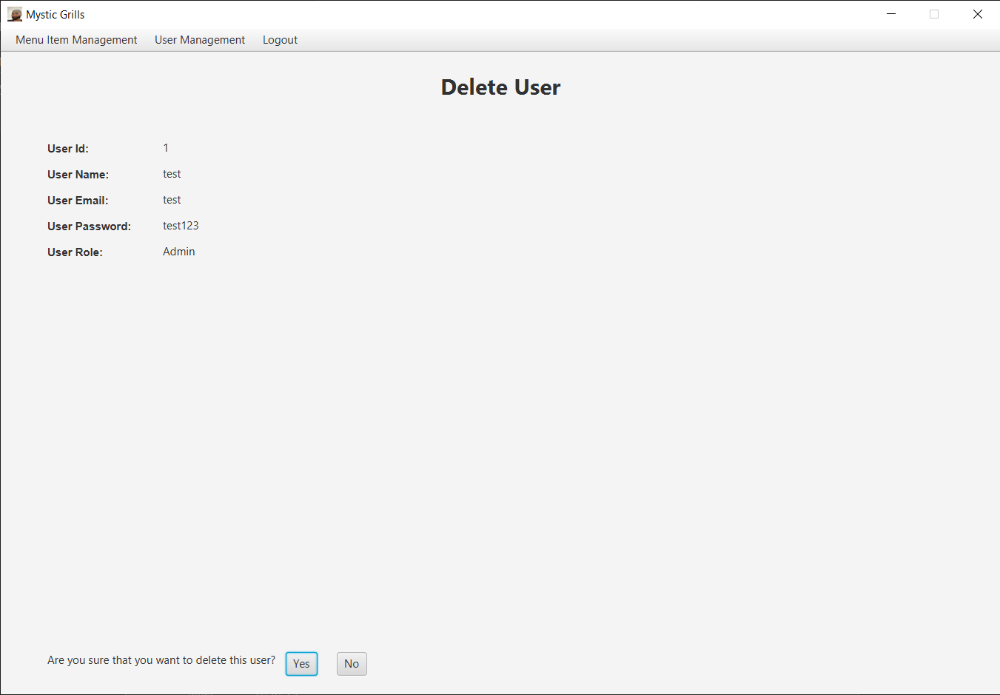 Mystic Grills
Menu Item Management User Management Logout
Delete User
User Id: 1
User Name: test
User Email: test
User Password: test123
User Role: Admin
Are you sure that you want to delete this user? Yes No